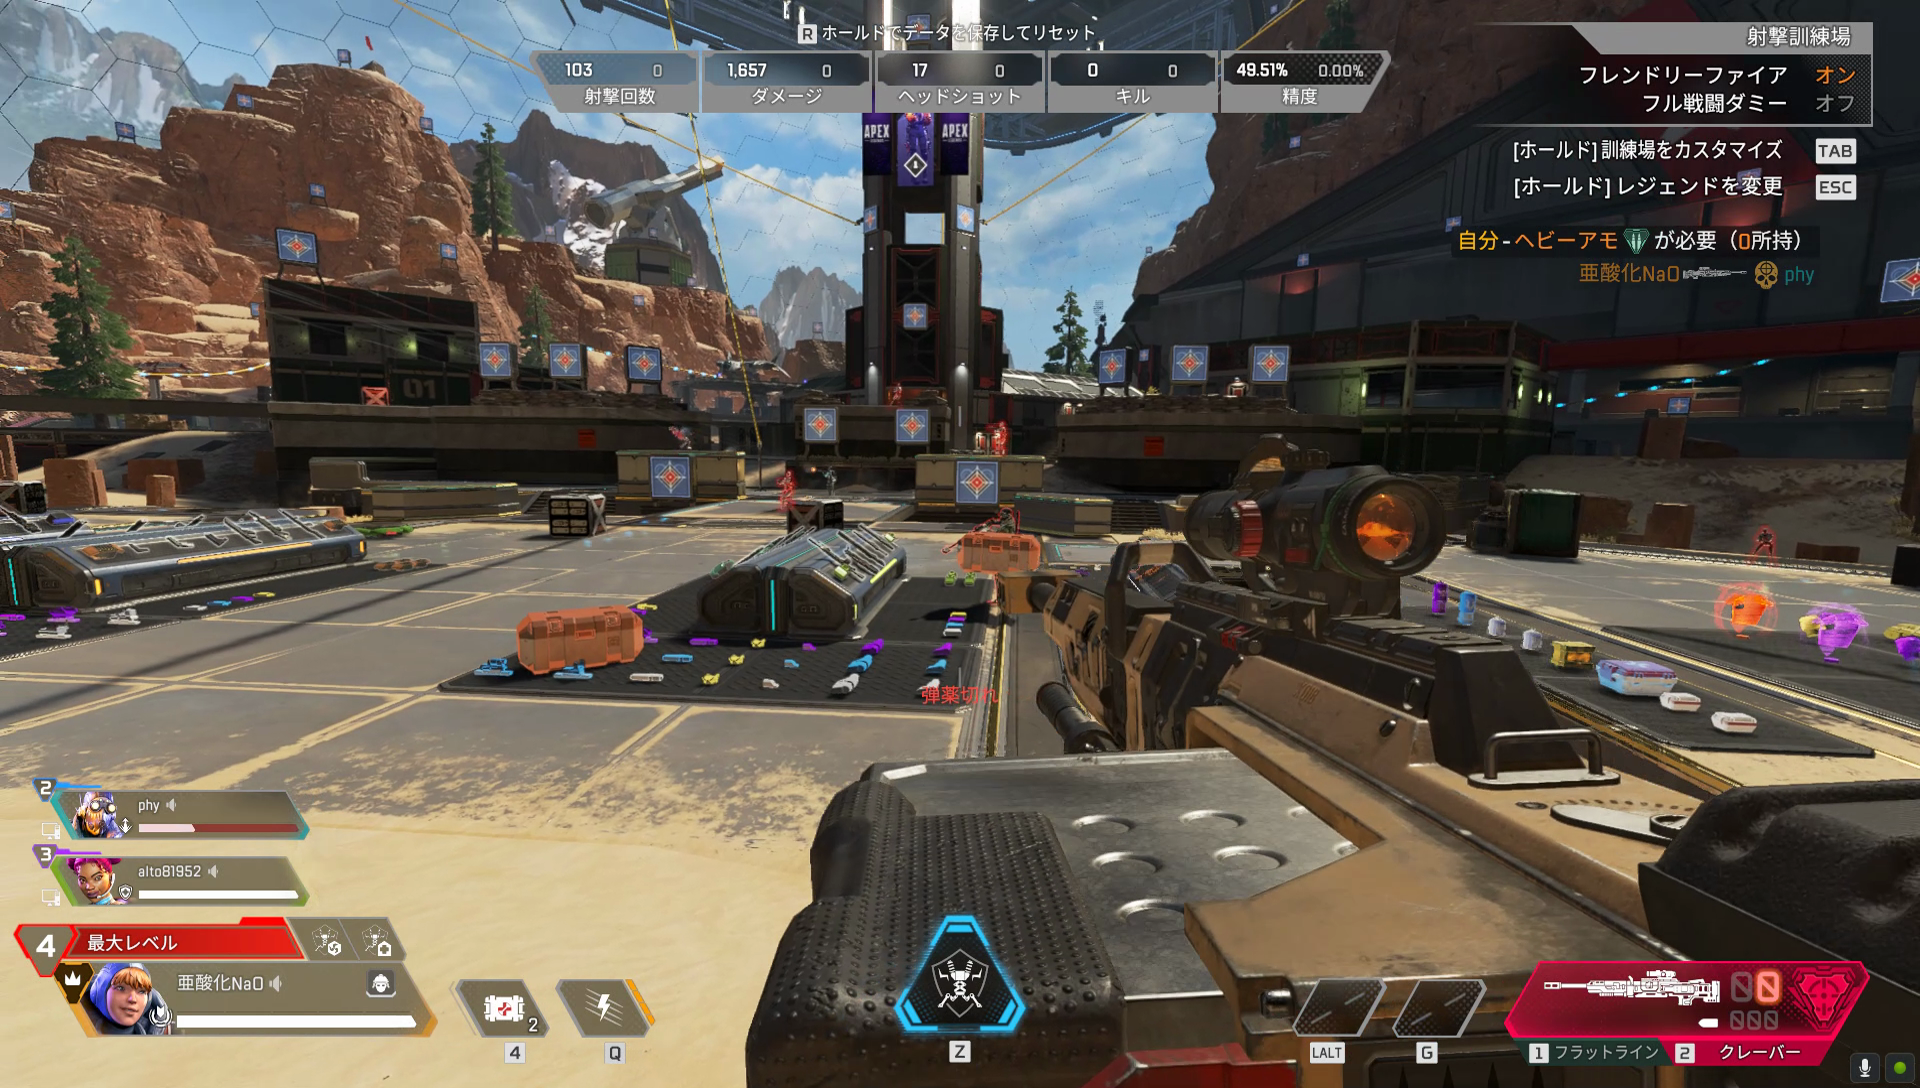 R ホールドでデータを保存してリセット
103 0
射撃回数
1,657 0
ダメージ
17 0
ヘッドショット
0 0
キル
49.51% 0.00%
精度
射撃訓練場
フレンドリーファイア オン
フル戦闘ダミー オフ
[ホールド]訓練場をカスタマイズ TAB
[ホールド]レジェンドを変更 ESC
自分-ヘビーアモ が必要（0所持）
亜酸化NaO phy
APEX
APEX
1
01
弾薬切れ
2
phy
3
alto81952
4 最大レベル
亜酸化NaO
2
4
Q
Z
LALT
G
00
000
1 フラットライン
2 クレーバー